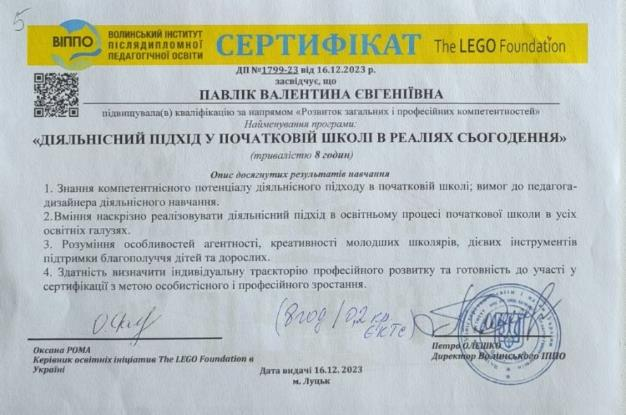 5
ВІППО
ВОЛИНСЬКИЙ ІНСТИТУТ
ПІСЛЯДИПЛОМНОЇ
ПЕДАГОГІЧНОЇ ОСВІТИ
СЕРТИФІКАТ
The LEGO Foundation
ДП №1799-23 від 16.12.2023 р.
засвідчує, що
ПАВЛІК ВАЛЕНТИНА ЄВГЕНІЇВНА
підвищувала(в) кваліфікацію за напрямом «Розвиток загальних і професійних компетентностей»
Найменування програми:
«ДІЯЛЬНІСНИЙ ПІДХІД У ПОЧАТКОВІЙ ШКОЛІ В РЕАЛІЯХ СЬОГОДЕННЯ»
(тривалістю 8 годин)
Опис досягнутих результатів навчання
1. Знання компетентнісного потенціалу діяльнісного підходу в початковій школі; вимог до педагога-
дизайнера діяльнісного навчання.
2.Вміння наскрізно реалізовувати діяльнісний підхід в освітньому процесі початкової школи в усіх
освітніх галузях.
3. Розуміння особливостей агентності, креативності молодших школярів, дієвих інструментів
підтримки благополуччя дітей та дорослих.
4. Здатність визначити індивідуальну траєкторію професійного розвитку та готовність до участі у
сертифікації з метою особистісного і професійного зростання.
(8 год / 0,2 кр
ЄКТС)
Оксана РОМА
Керівник освітніх ініціатив The LEGO Foundation в
Україні
Петро ОЛЕШКО
Директор Волинського ІППО
Дата видачі 16.12. 2023
м. Луцьк